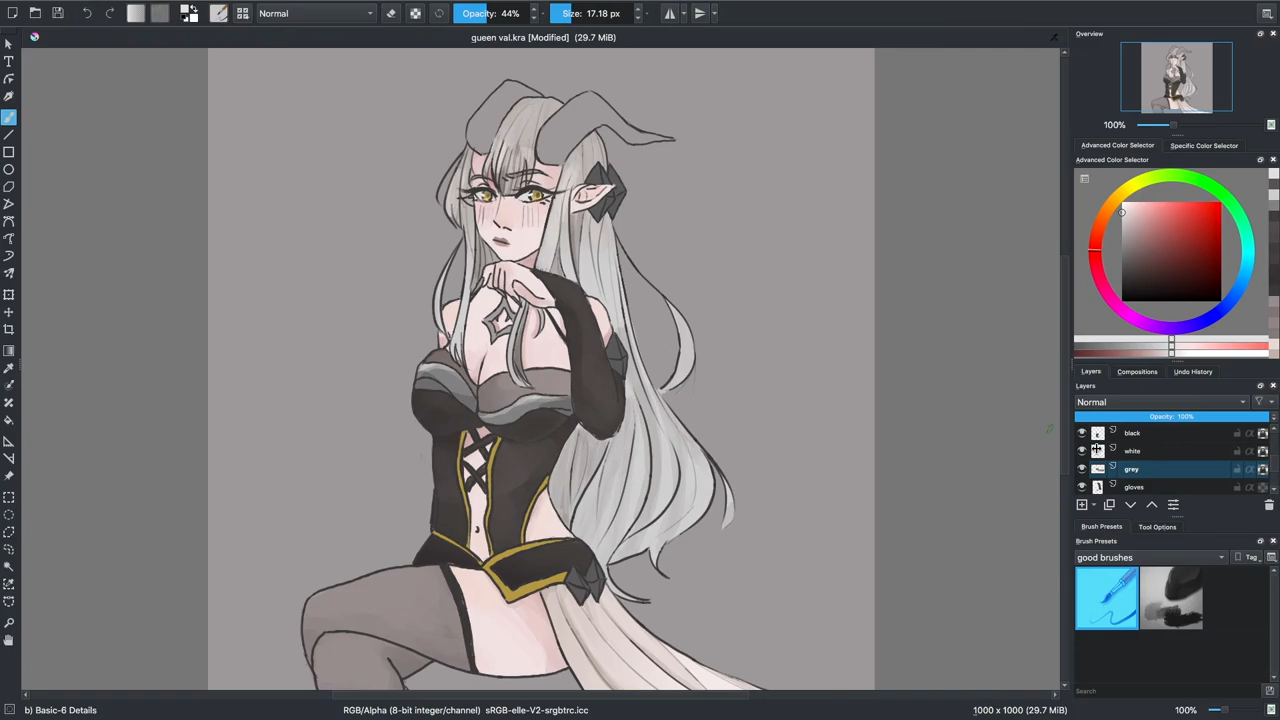 Normal
Opacity: 44%
Size: 17.18 px
queen val.kra [Modified] (29.7 MiB)
Overview
100%
Advanced Color Selector
Specific Color Selector
Advanced Color Selector
Layers
Compositions
Undo History
Layers
Normal
Opacity: 100%
black
white
grey
gloves
Brush Presets
Tool Options
Brush Presets
good brushes
Tag
Search
b) Basic-6 Details
RGB/Alpha (8-bit integer/channel) sRGB-elle-V2-srgbtrc.icc
1000 x 1000 (29.7 MiB)
100%